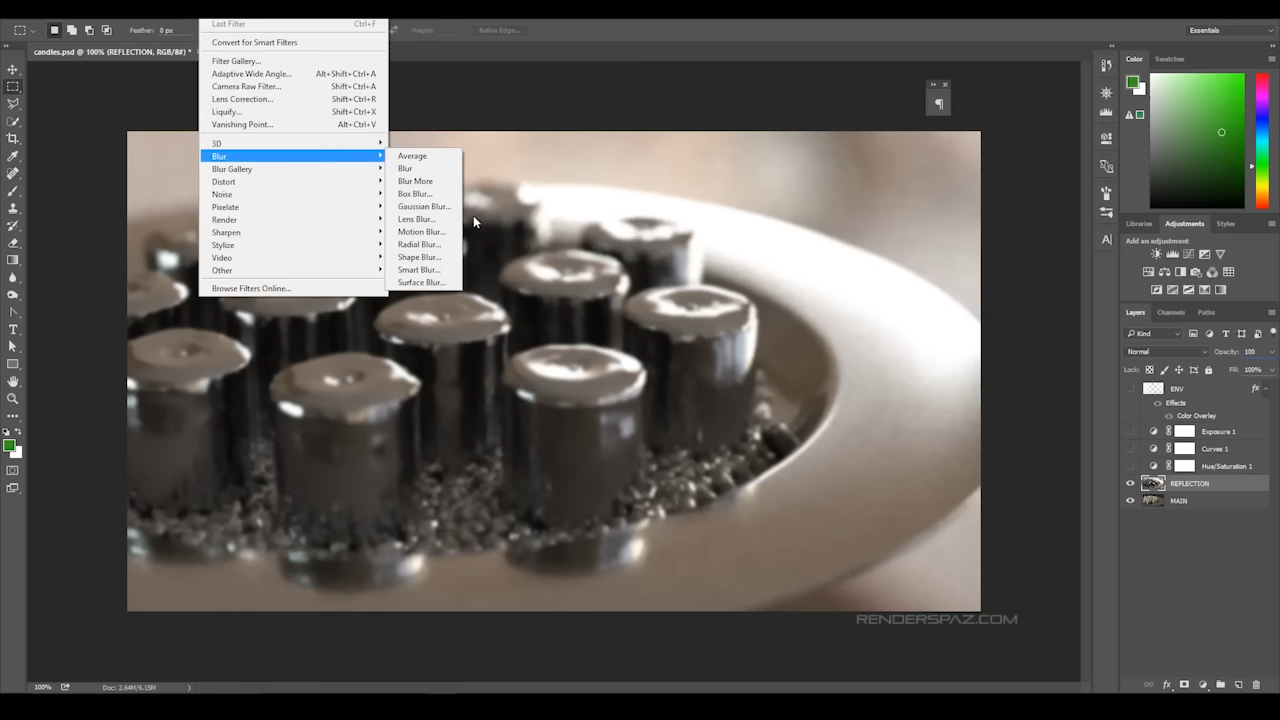 Last Filter Ctrl+F
Feather: 0 px
Height:
Refine Edge...
Essentials
candles.psd @ 100% (REFLECTION, RGB/8#) *
Convert for Smart Filters
Filter Gallery...
Adaptive Wide Angle... Alt+Shift+Ctrl+A
Camera Raw Filter... Shift+Ctrl+A
Lens Correction... Shift+Ctrl+R
Liquify... Shift+Ctrl+X
Vanishing Point... Alt+Ctrl+V
3D
Blur
Blur Gallery
Distort
Noise
Pixelate
Render
Sharpen
Stylize
Video
Other
Browse Filters Online...
Average
Blur
Blur More
Box Blur...
Gaussian Blur...
Lens Blur...
Motion Blur...
Radial Blur...
Shape Blur...
Smart Blur...
Surface Blur...
Color Swatches
Libraries Adjustments Styles
Add an adjustment
Layers Channels Paths
Kind
Normal Opacity: 100
Lock: Fill: 100%
ENV fx
Effects
Color Overlay
Exposure 1
Curves 1
Hue/Saturation 1
REFLECTION
MAIN
RENDERSPAZ.COM
100% Doc: 2.64M/6.15M